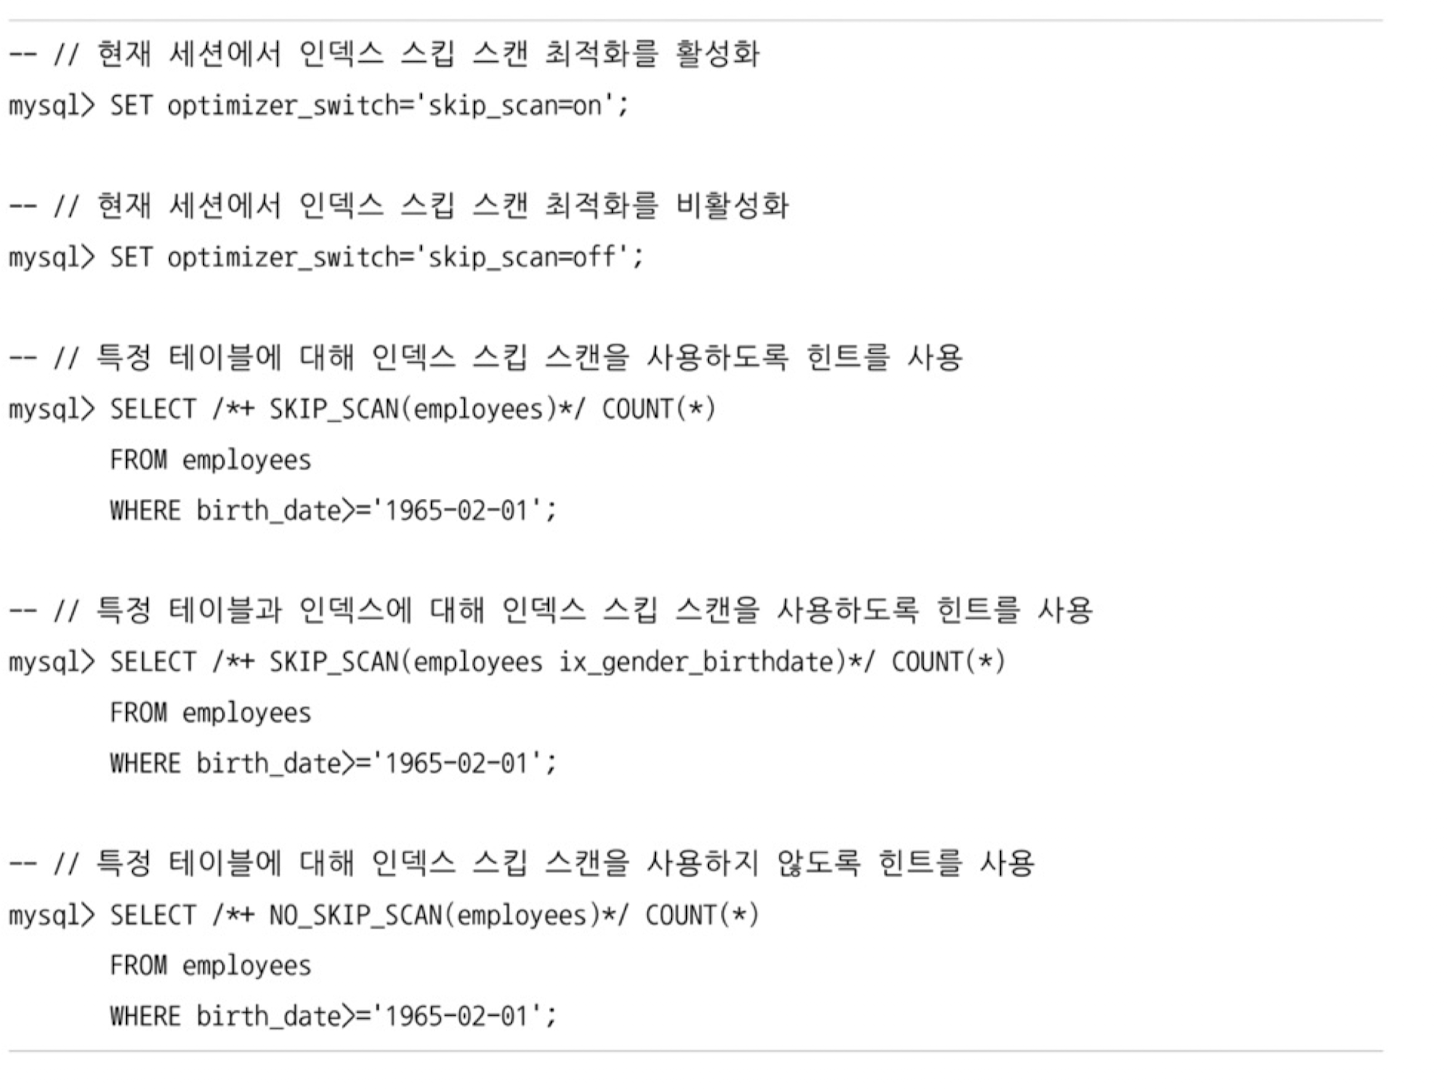 -- // 현재 세션에서 인덱스 스킵 스캔 최적화를 활성화
mysql> SET optimizer_switch='skip_scan=on';
-- // 현재 세션에서 인덱스 스킵 스캔 최적화를 비활성화
mysql> SET optimizer_switch='skip_scan=off';
-- // 특정 테이블에 대해 인덱스 스킵 스캔을 사용하도록 힌트를 사용
mysql> SELECT /*+ SKIP_SCAN(employees)*/ COUNT(*)
FROM employees
WHERE birth_date>='1965-02-01';
-- // 특정 테이블과 인덱스에 대해 인덱스 스킵 스캔을 사용하도록 힌트를 사용
mysql> SELECT /*+ SKIP_SCAN(employees ix_gender_birthdate)*/ COUNT(*)
FROM employees
WHERE birth_date>='1965-02-01';
-- // 특정 테이블에 대해 인덱스 스킵 스캔을 사용하지 않도록 힌트를 사용
mysql> SELECT /*+ NO_SKIP_SCAN(employees)*/ COUNT(*)
FROM employees
WHERE birth_date>='1965-02-01';